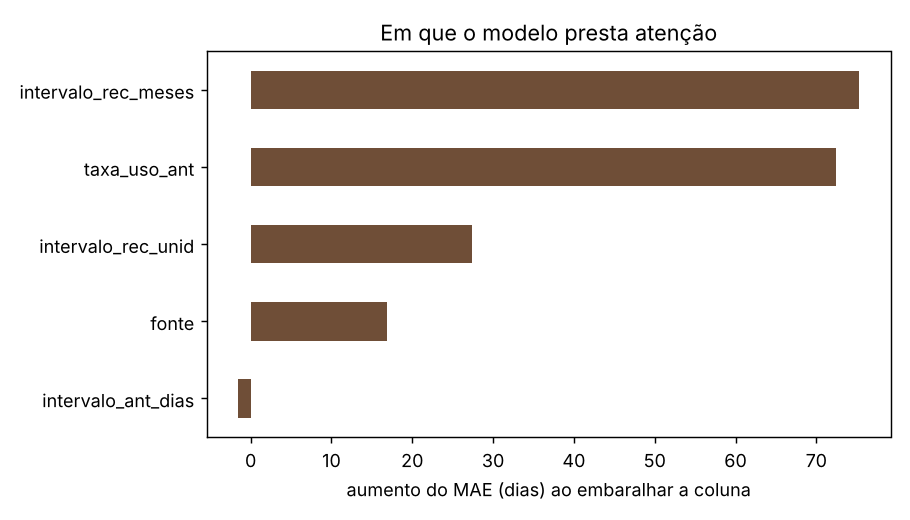 Em que o modelo presta atenção
intervalo_rec_meses
taxa_uso_ant
intervalo_rec_unid
fonte
intervalo_ant_dias
0 10 20 30 40 50 60 70
aumento do MAE (dias) ao embaralhar a coluna